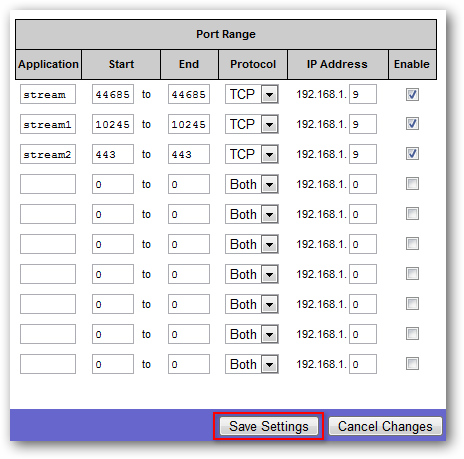 Port Range
Application Start End Protocol IP Address Enable
stream 44685 to 44685 TCP 192.168.1. 9
stream1 10245 to 10245 TCP 192.168.1. 9
stream2 443 to 443 TCP 192.168.1. 9
0 to 0 Both 192.168.1. 0
0 to 0 Both 192.168.1. 0
0 to 0 Both 192.168.1. 0
0 to 0 Both 192.168.1. 0
0 to 0 Both 192.168.1. 0
0 to 0 Both 192.168.1. 0
0 to 0 Both 192.168.1. 0
Save Settings Cancel Changes